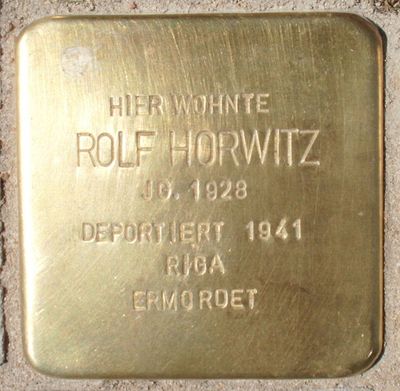 HIER WOHNTE
ROLF HORWITZ
JG. 1928
DEPORTIERT 1941
RIGA
ERMORDET